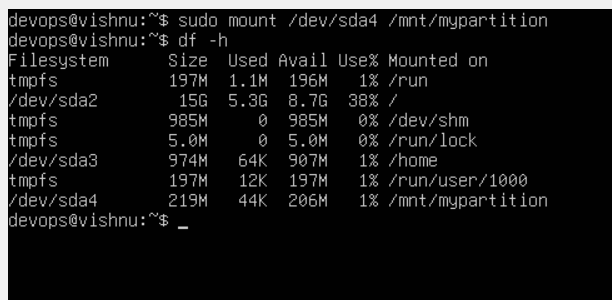 devops@vishnu:~$ sudo mount /dev/sda4 /mnt/mypartition
devops@vishnu:~$ df -h
Filesystem      Size  Used Avail Use% Mounted on
tmpfs           197M  1.1M  196M   1% /run
/dev/sda2        15G  5.3G  8.7G  38% /
tmpfs           985M     0  985M   0% /dev/shm
tmpfs           5.0M     0  5.0M   0% /run/lock
/dev/sda3       974M   64K  907M   1% /home
tmpfs           197M   12K  197M   1% /run/user/1000
/dev/sda4       219M   44K  206M   1% /mnt/mypartition
devops@vishnu:~$ _